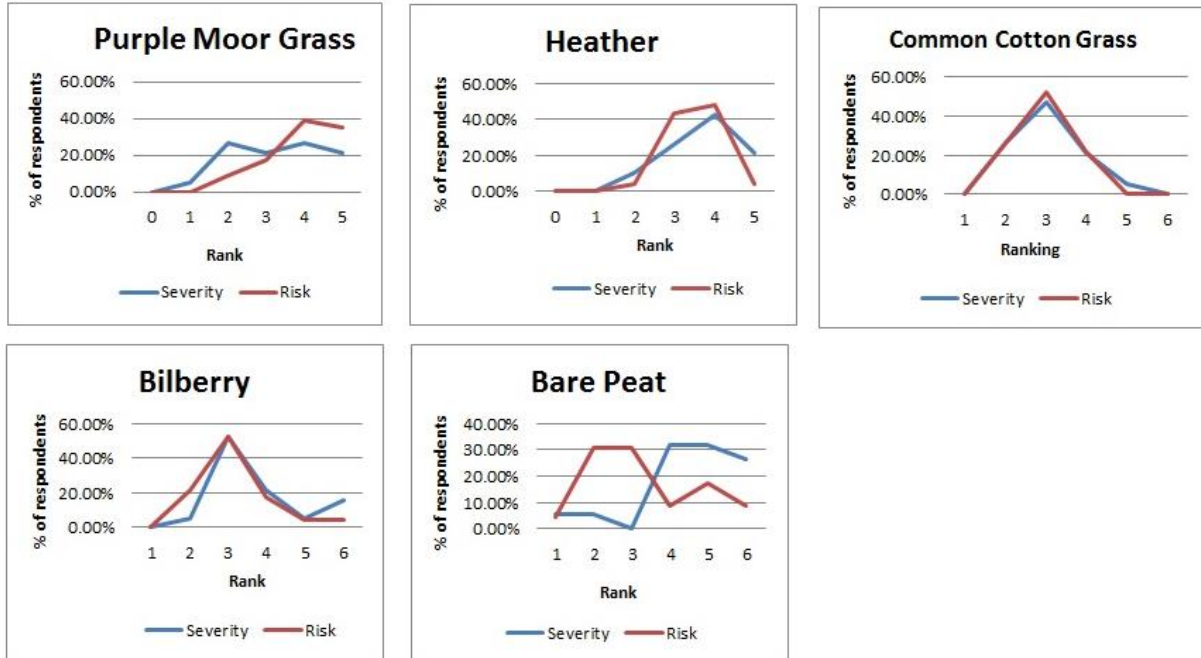 Purple Moor Grass
% of respondents
60.00%
40.00%
20.00%
0.00%
0 1 2 3 4 5
Rank
Severity Risk
Heather
% of respondents
60.00%
40.00%
20.00%
0.00%
0 1 2 3 4 5
Rank
Severity Risk
Common Cotton Grass
% of respondents
60.00%
40.00%
20.00%
0.00%
1 2 3 4 5 6
Ranking
Severity Risk
Bilberry
% of respondents
60.00%
40.00%
20.00%
0.00%
1 2 3 4 5 6
Rank
Severity Risk
Bare Peat
% of respondents
40.00%
30.00%
20.00%
10.00%
0.00%
1 2 3 4 5 6
Rank
Severity Risk